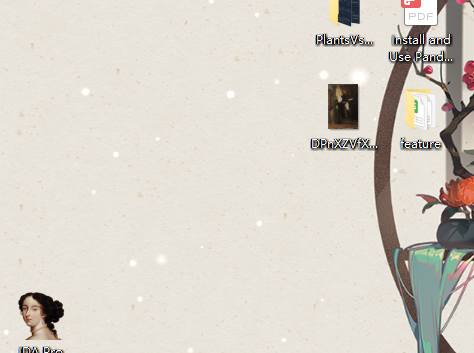 PlantsVs...
Install and
Use Pand...
PDF
DPnXZVfX...
feature
IDA Pro